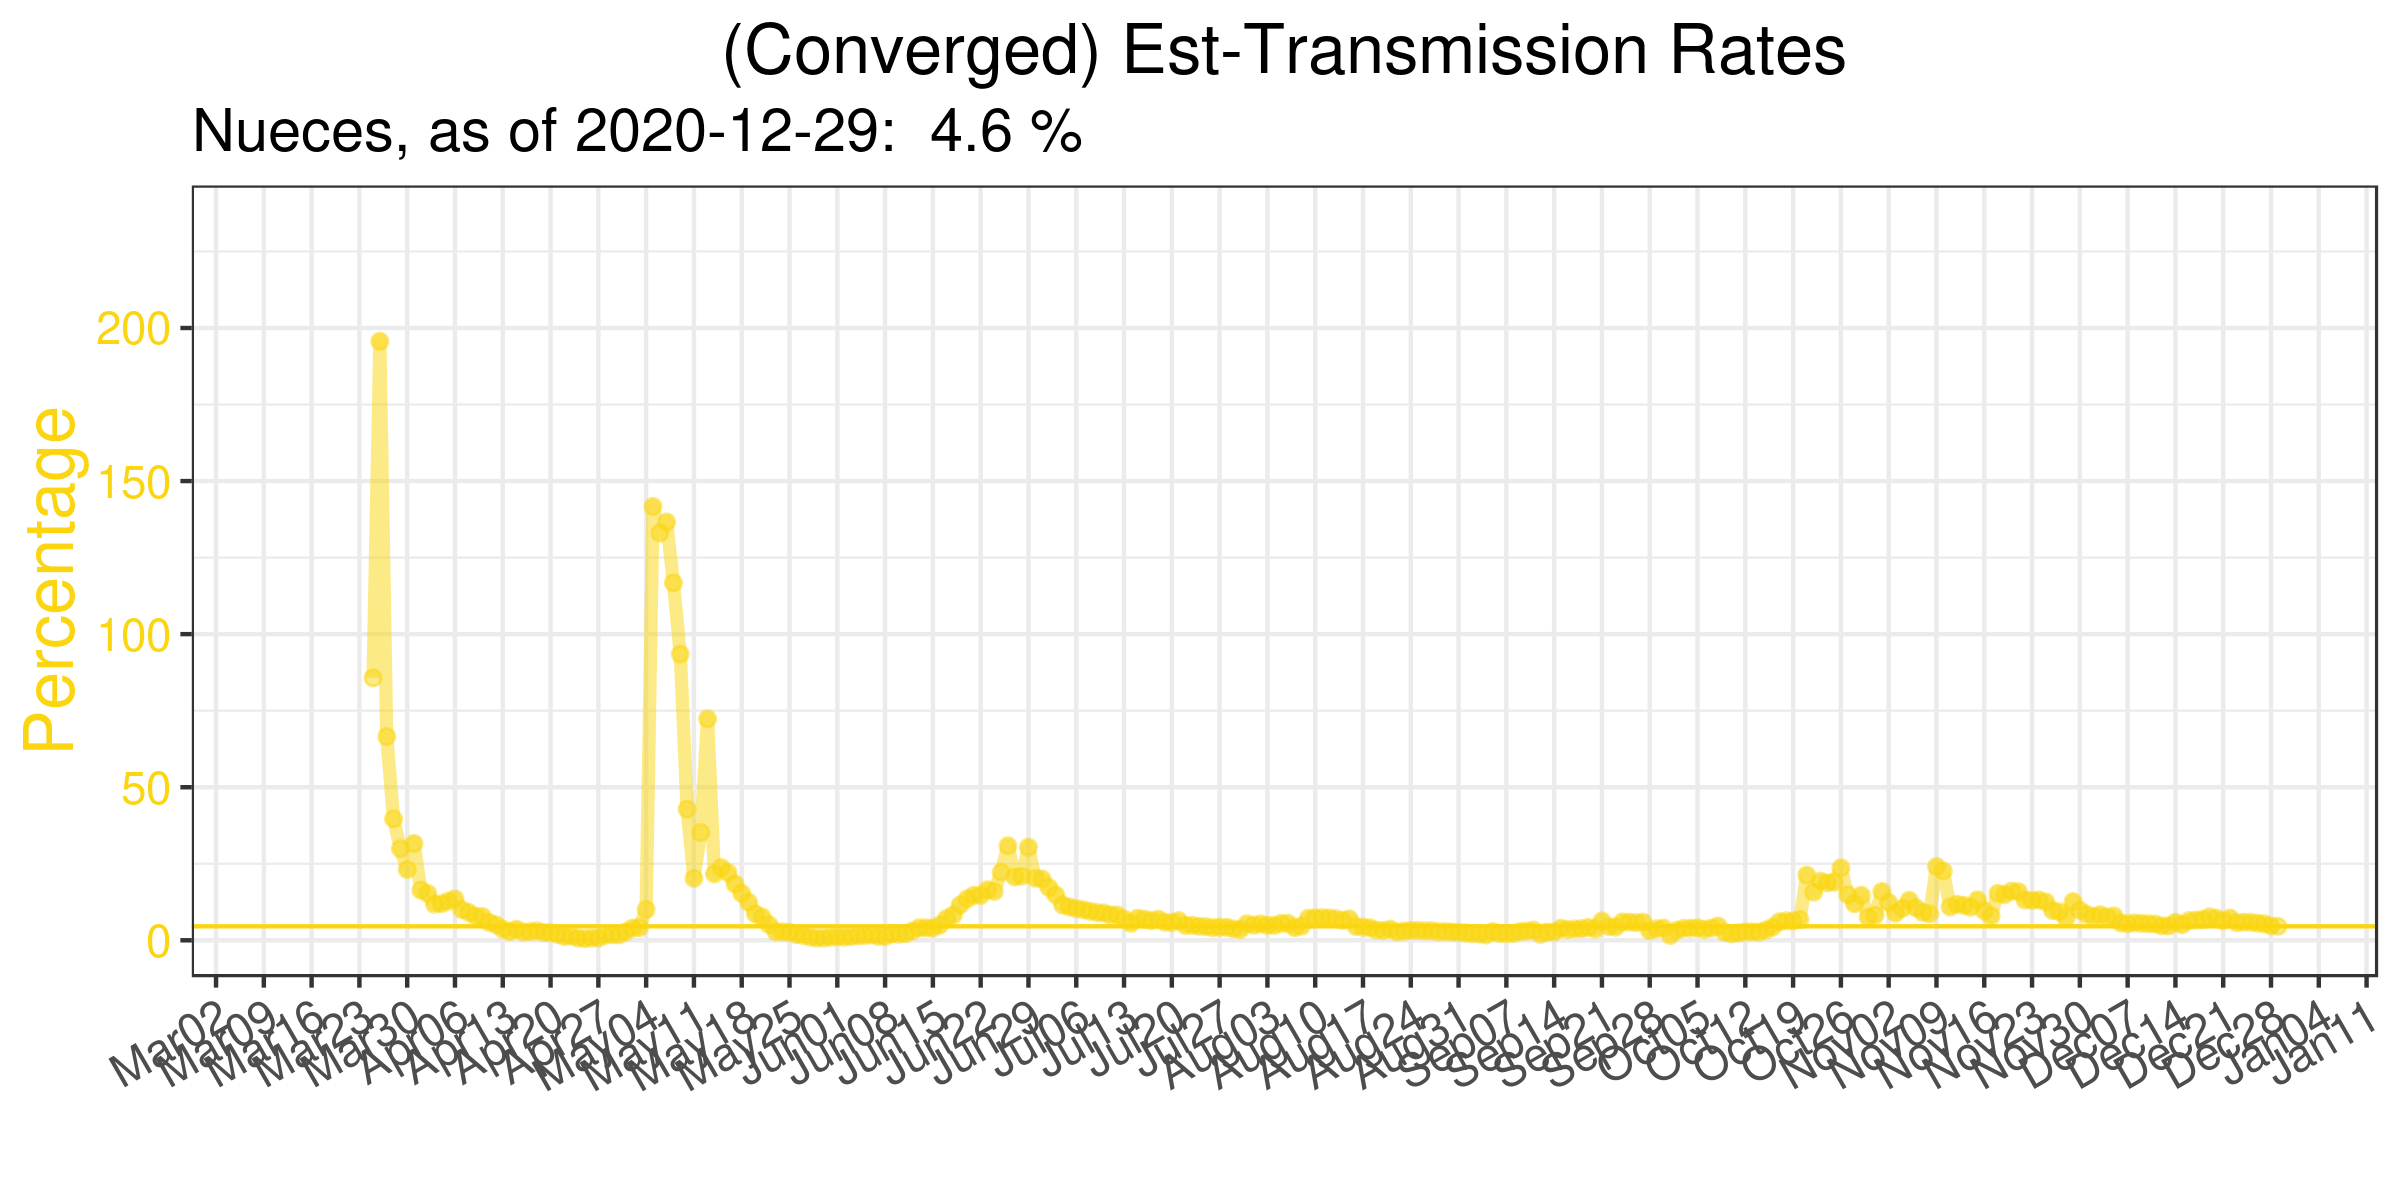 (Converged) Est-Transmission Rates
Nueces, as of 2020-12-29:  4.6 %
Percentage
200
150
100
50
0
Mar02
Mar09
Mar16
Mar23
Mar30
Apr06
Apr13
Apr20
Apr27
May04
May11
May18
May25
Jun01
Jun08
Jun15
Jun22
Jun29
Jul06
Jul13
Jul20
Jul27
Aug03
Aug10
Aug17
Aug24
Aug31
Sep07
Sep14
Sep21
Sep28
Oct05
Oct12
Oct19
Oct26
Nov02
Nov09
Nov16
Nov23
Nov30
Dec07
Dec14
Dec21
Dec28
Jan04
Jan11